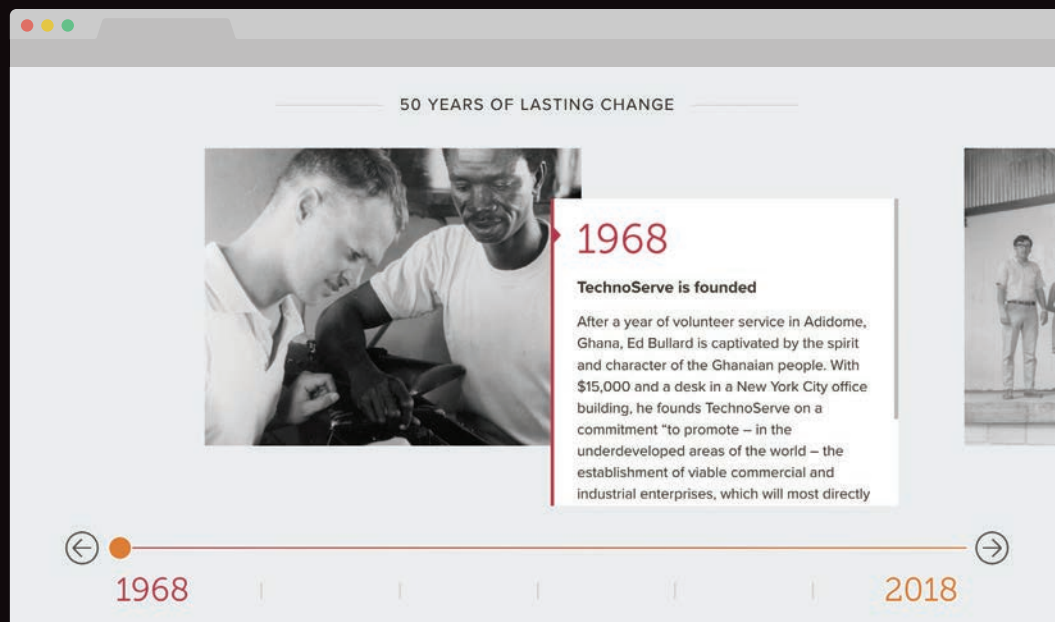 50 YEARS OF LASTING CHANGE
1968
TechnoServe is founded
After a year of volunteer service in Adidome,
Ghana, Ed Bullard is captivated by the spirit
and character of the Ghanaian people. With
$15,000 and a desk in a New York City office
building, he founds TechnoServe on a
commitment “to promote – in the
underdeveloped areas of the world – the
establishment of viable commercial and
industrial enterprises, which will most directly
1968
2018